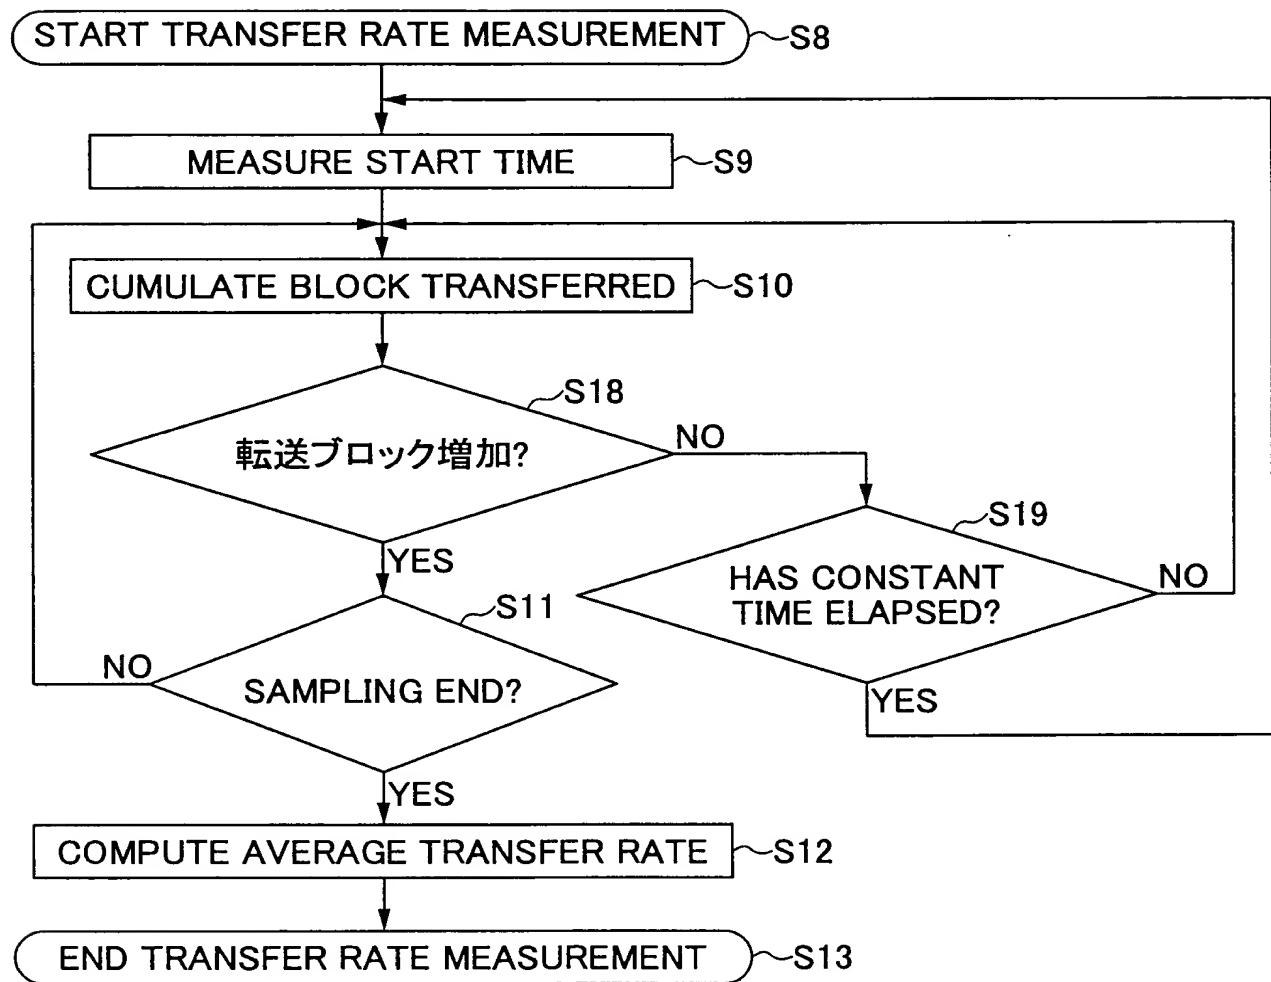 START TRANSFER RATE MEASUREMENT
S8
MEASURE START TIME
S9
CUMULATE BLOCK TRANSFERRED
S10
S18
転送ブロック増加?
NO
YES
S19
HAS CONSTANT
TIME ELAPSED?
NO
YES
S11
SAMPLING END?
NO
YES
COMPUTE AVERAGE TRANSFER RATE
S12
END TRANSFER RATE MEASUREMENT
S13